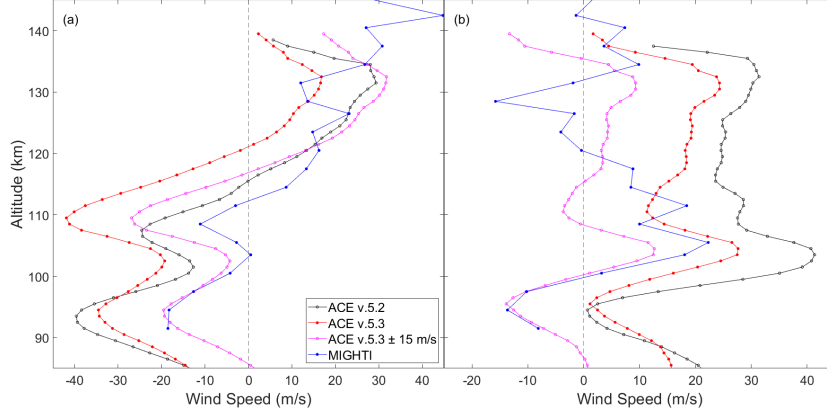 (a)
(b)
140
130
120
110
100
90
Altitude (km)
ACE v.5.2
ACE v.5.3
ACE v.5.3 ± 15 m/s
MIGHTI
-40 -30 -20 -10 0 10 20 30 40
-20 -10 0 10 20 30 40
Wind Speed (m/s)
Wind Speed (m/s)